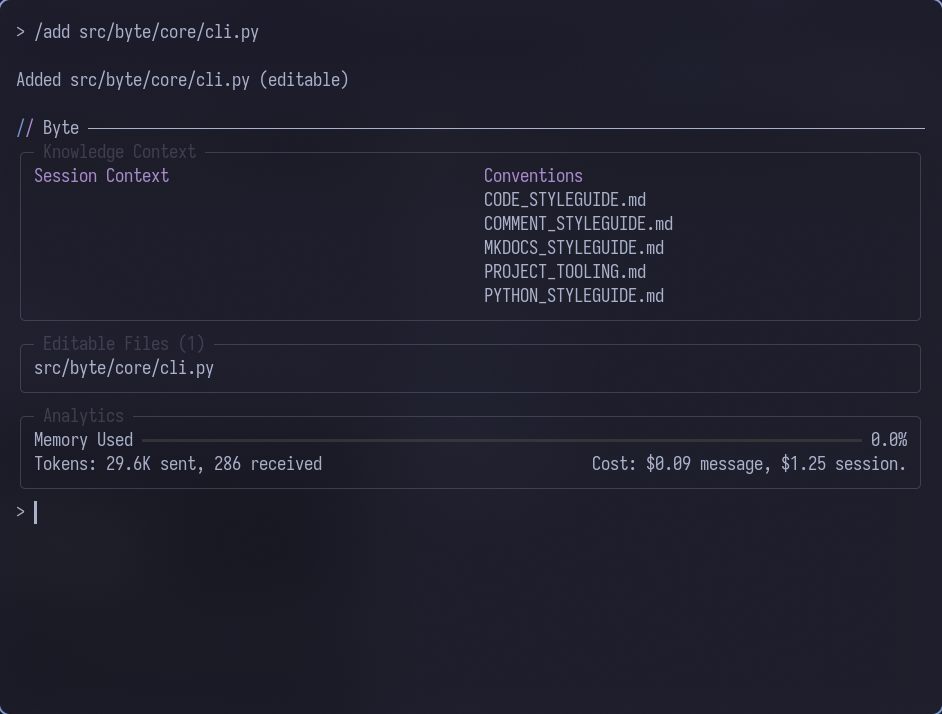 > /add src/byte/core/cli.py
Added src/byte/core/cli.py (editable)
// Byte
Knowledge Context
Session Context
Conventions
CODE_STYLEGUIDE.md
COMMENT_STYLEGUIDE.md
MKDOCS_STYLEGUIDE.md
PROJECT_TOOLING.md
PYTHON_STYLEGUIDE.md
Editable Files (1)
src/byte/core/cli.py
Analytics
Memory Used 0.0%
Tokens: 29.6K sent, 286 received Cost: $0.09 message, $1.25 session.
>